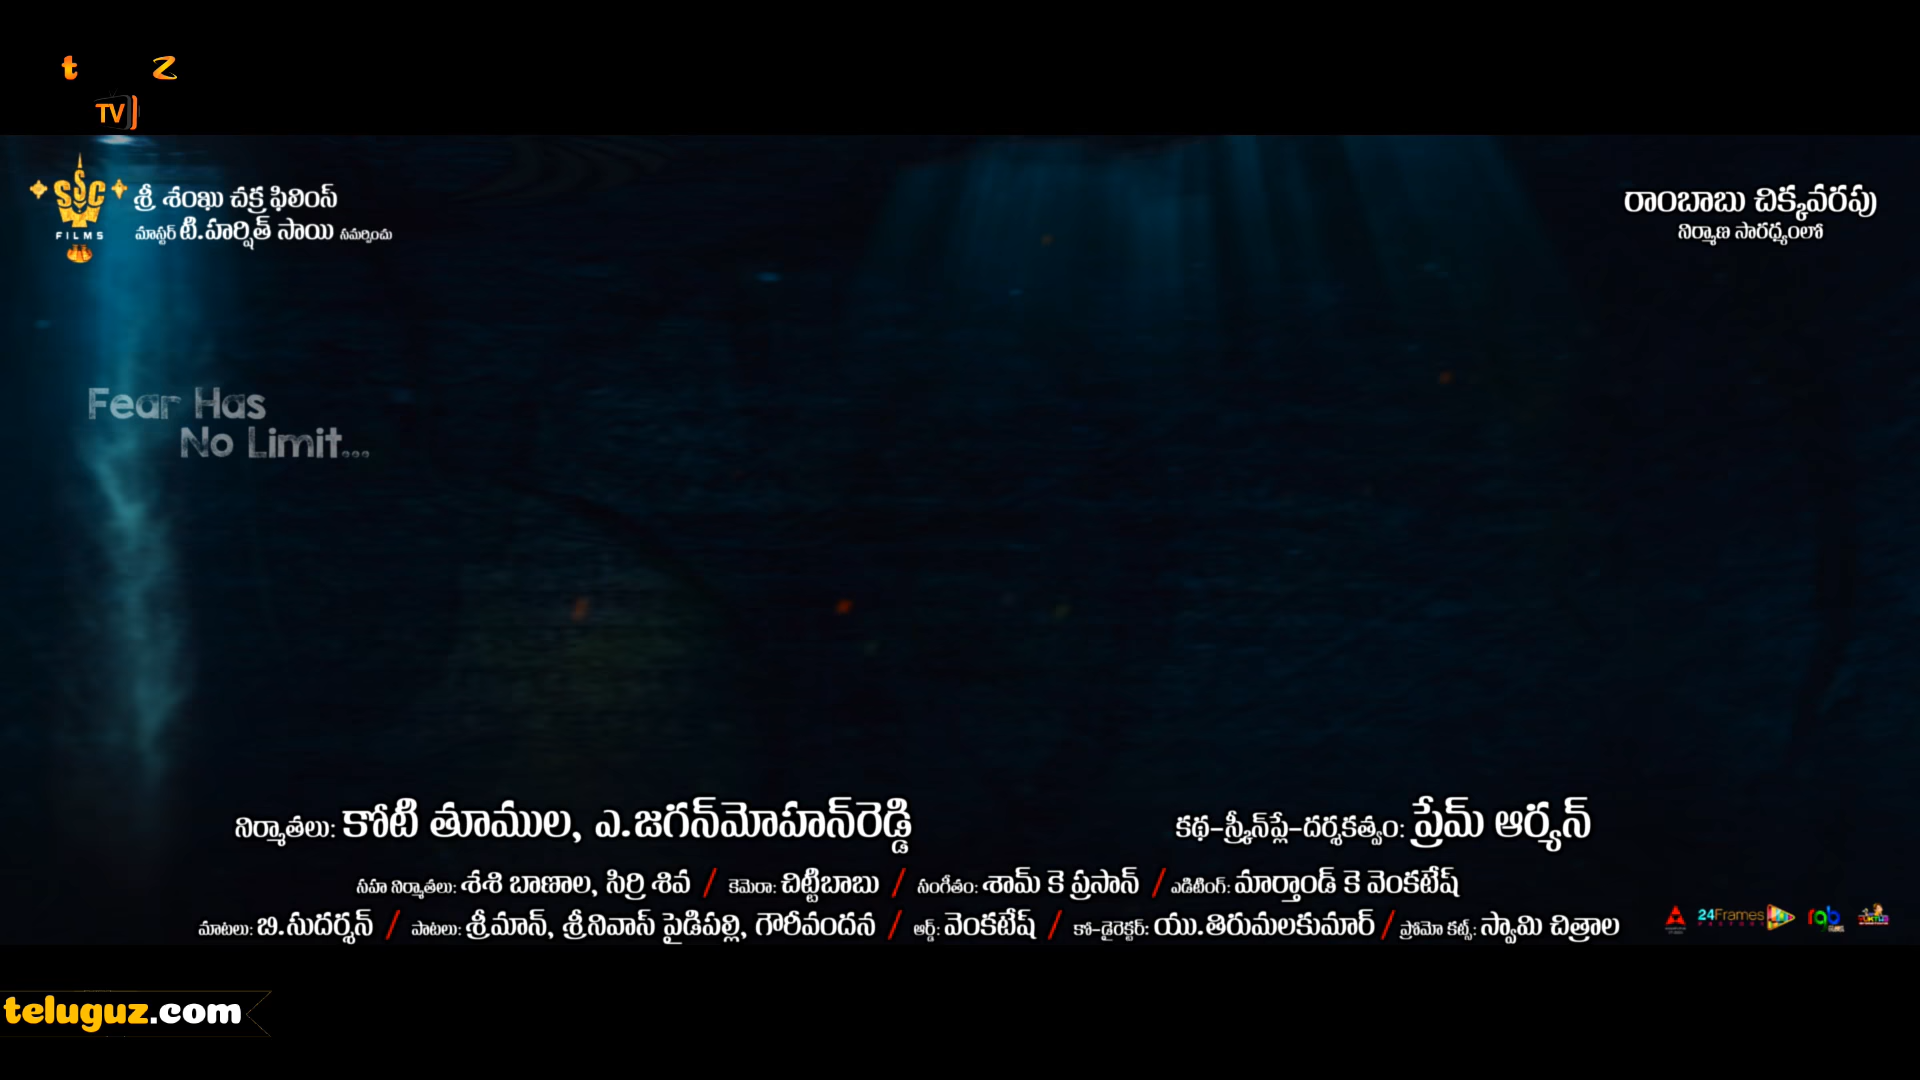 t z
TV
SSC
FILMS
శ్రీ శంఖు చక్ర ఫిలింస్
మాస్టర్ టి.హర్షిత్ సాయి సమర్పించు
రాంబాబు చిక్కవరపు
నిర్మాణ సారధ్యంలో
Fear Has
No Limit...
నిర్మాతలు: కోటి తూముల, ఎ.జగన్‌మోహన్‌రెడ్డి
కథ-స్క్రీన్‌ప్లే-దర్శకత్వం: ప్రేమ్ ఆర్యన్
సహ నిర్మాతలు: శశి బాణాల, సిర్రి శివ / కెమెరా: చిట్టిబాబు / సంగీతం: శామ్ కె ప్రసాన్ / ఎడిటింగ్: మార్తాండ్ కె వెంకటేష్
మాటలు: బి.సుదర్శన్ / పాటలు: శ్రీమాన్, శ్రీనివాస్ పైడిపల్లి, గౌరీవందన / ఆర్ట్: వెంకటేష్ / కో-డైరెక్టర్: యు.తిరుమలకుమార్ / ప్రోమో కట్స్: స్వామి చిత్రాల
24Frames
teluguz.com